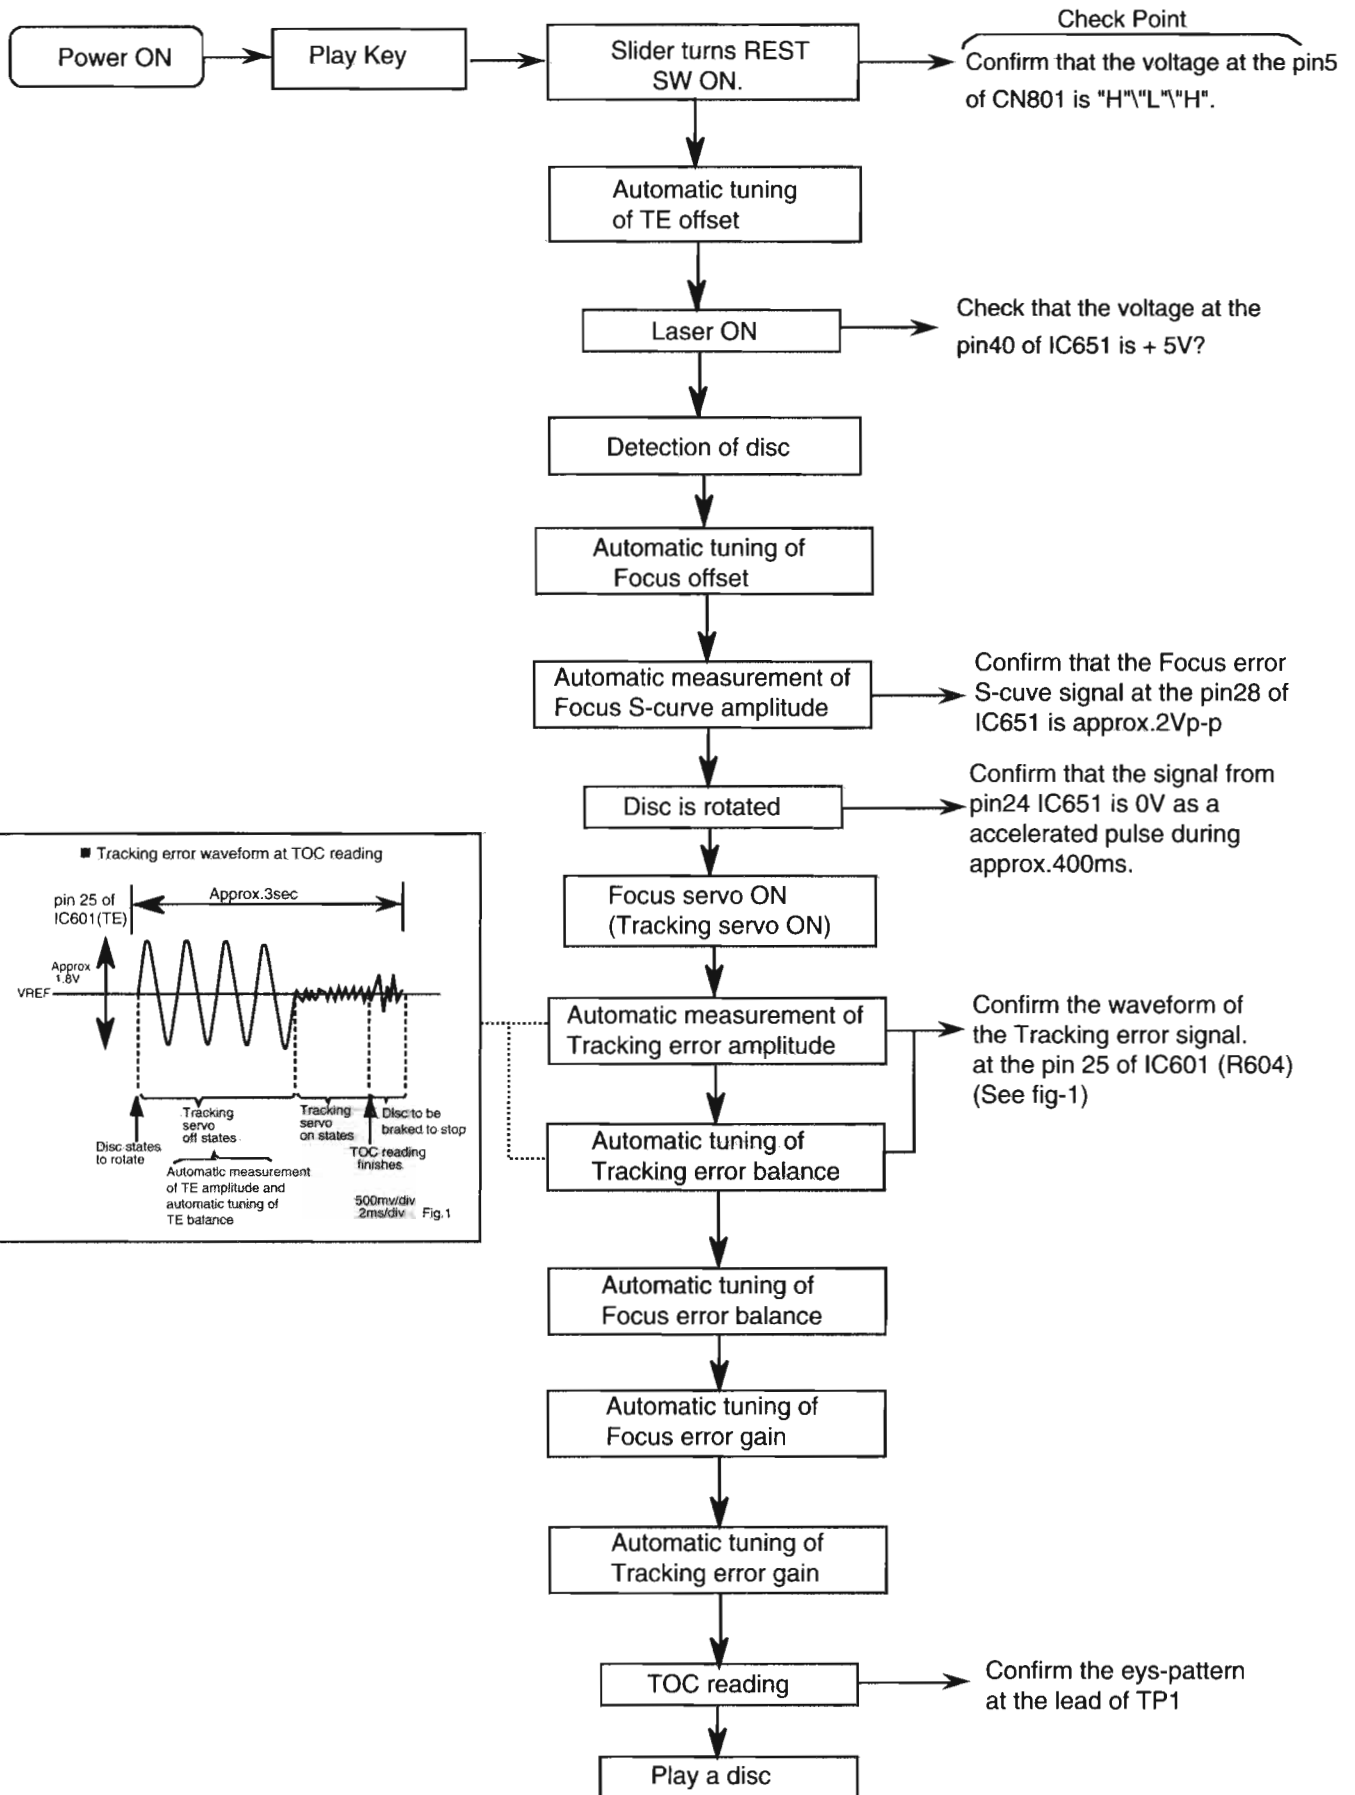 Check Point
Power ON
Play Key
Slider turns REST
SW ON.
Confirm that the voltage at the pin5
of CN801 is "H"\"L"\"H".
Automatic tuning
of TE offset
Laser ON
Check that the voltage at the
pin40 of IC651 is + 5V?
Detection of disc
Automatic tuning of
Focus offset
Automatic measurement of
Focus S-curve amplitude
Confirm that the Focus error
S-cuve signal at the pin28 of
IC651 is approx.2Vp-p
Disc is rotated
Confirm that the signal from
pin24 IC651 is 0V as a
accelerated pulse during
approx.400ms.
Focus servo ON
(Tracking servo ON)
■ Tracking error waveform at TOC reading
pin 25 of
IC601(TE)
Approx.3sec
Approx
1.8V
VREF
Disc states
to rotate
Tracking
servo
off states
Tracking
servo
on states
Disc to be
braked to stop
TOC reading
finishes
Automatic measurement
of TE amplitude and
automatic tuning of
TE balance
500mv/div
2ms/div
Fig.1
Automatic measurement of
Tracking error amplitude
Confirm the waveform of
the Tracking error signal.
at the pin 25 of IC601 (R604)
(See fig-1)
Automatic tuning of
Tracking error balance
Automatic tuning of
Focus error balance
Automatic tuning of
Focus error gain
Automatic tuning of
Tracking error gain
TOC reading
Confirm the eys-pattern
at the lead of TP1
Play a disc